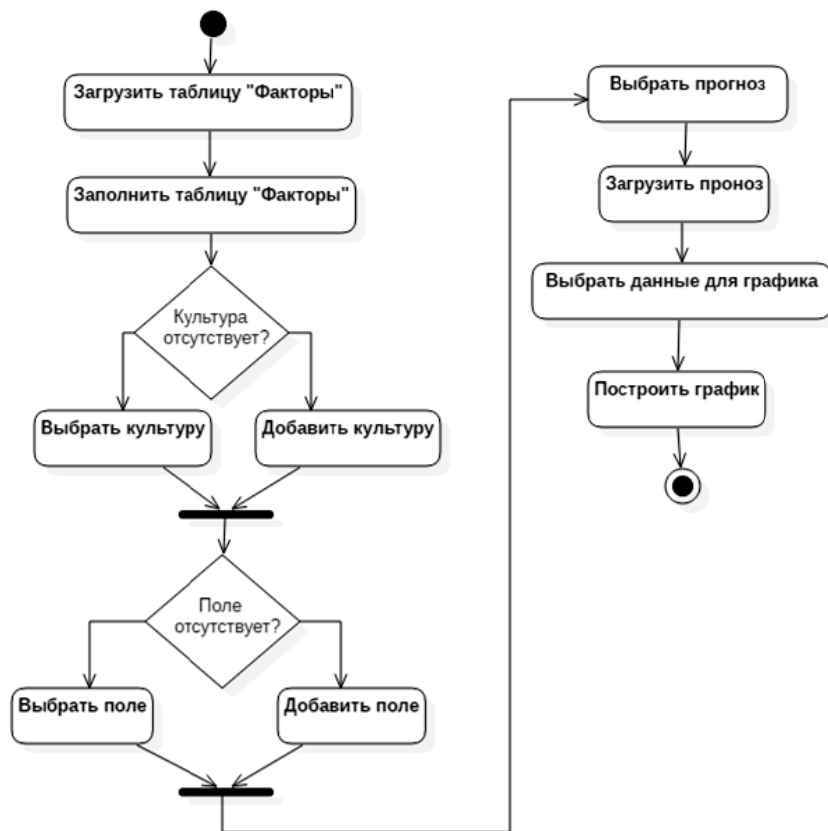 Загрузить таблицу "Факторы"
Заполнить таблицу "Факторы"
Культура
отсутствует?
Выбрать культуру
Добавить культуру
Поле
отсутствует?
Выбрать поле
Добавить поле
Выбрать прогноз
Загрузить проноз
Выбрать данные для графика
Построить график